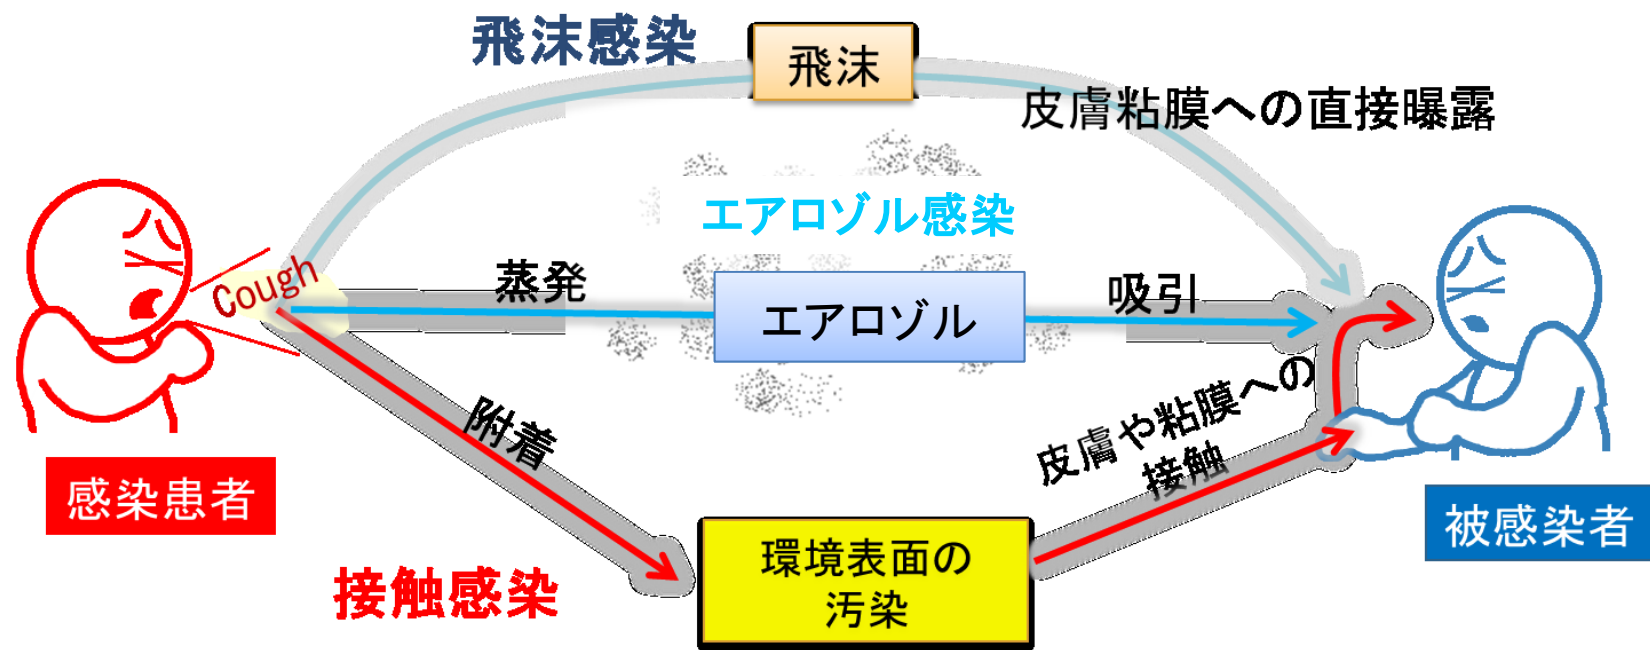 飛沫感染
飛沫
皮膚粘膜への直接曝露
エアロゾル感染
Cough
蒸発
エアロゾル
吸引
附着
皮膚や粘膜への
接触
感染患者
被感染者
接触感染
環境表面の
汚染